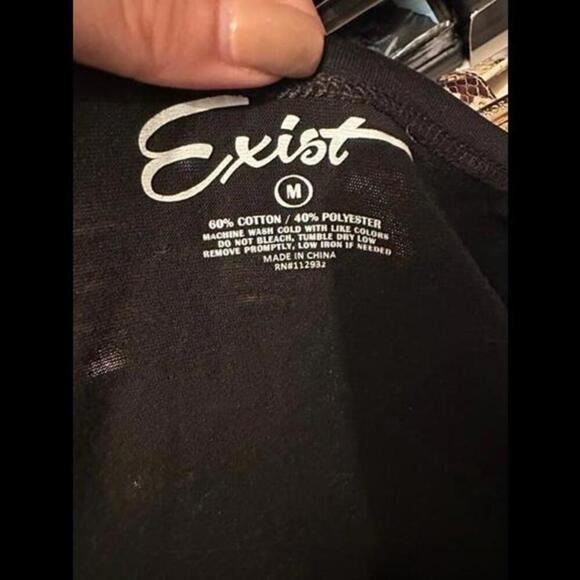 Exist
M
60% COTTON / 40% POLYESTER
MACHINE WASH COLD WITH LIKE COLORS
DO NOT BLEACH, TUMBLE DRY LOW
REMOVE PROMPTLY, LOW IRON IF NEEDED
MADE IN CHINA
RN#112932